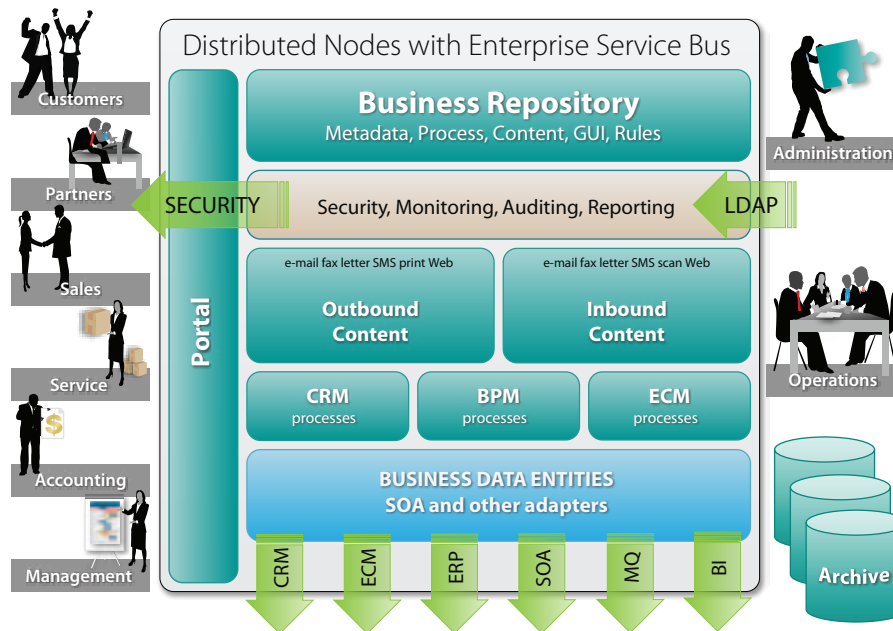 Distributed Nodes with Enterprise Service Bus
Customers
Partners
Sales
Service
Accounting
Management
Portal
Business Repository
Metadata, Process, Content, GUI, Rules
SECURITY
Security, Monitoring, Auditing, Reporting
LDAP
e-mail fax letter SMS print Web
Outbound
Content
e-mail fax letter SMS scan Web
Inbound
Content
CRM
processes
BPM
processes
ECM
processes
BUSINESS DATA ENTITIES
SOA and other adapters
CRM
ECM
ERP
SOA
MQ
BI
Administration
Operations
Archive
$